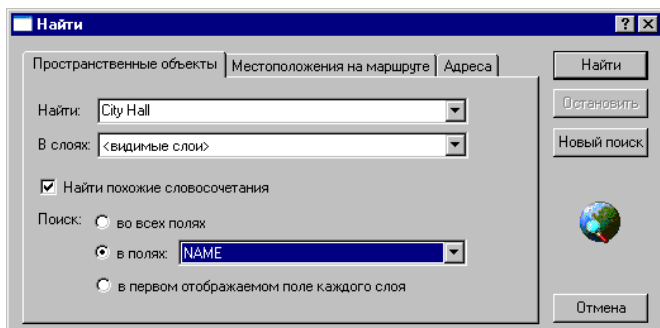 Найти
Пространственные объекты Местоположения на маршруте Адреса
Найти: City Hall
В слоях: <видимые слои>
Найти похожие словосочетания
Поиск: во всех полях
в полях: NAME
в первом отображаемом поле каждого слоя
Найти
Остановить
Новый поиск
Отмена